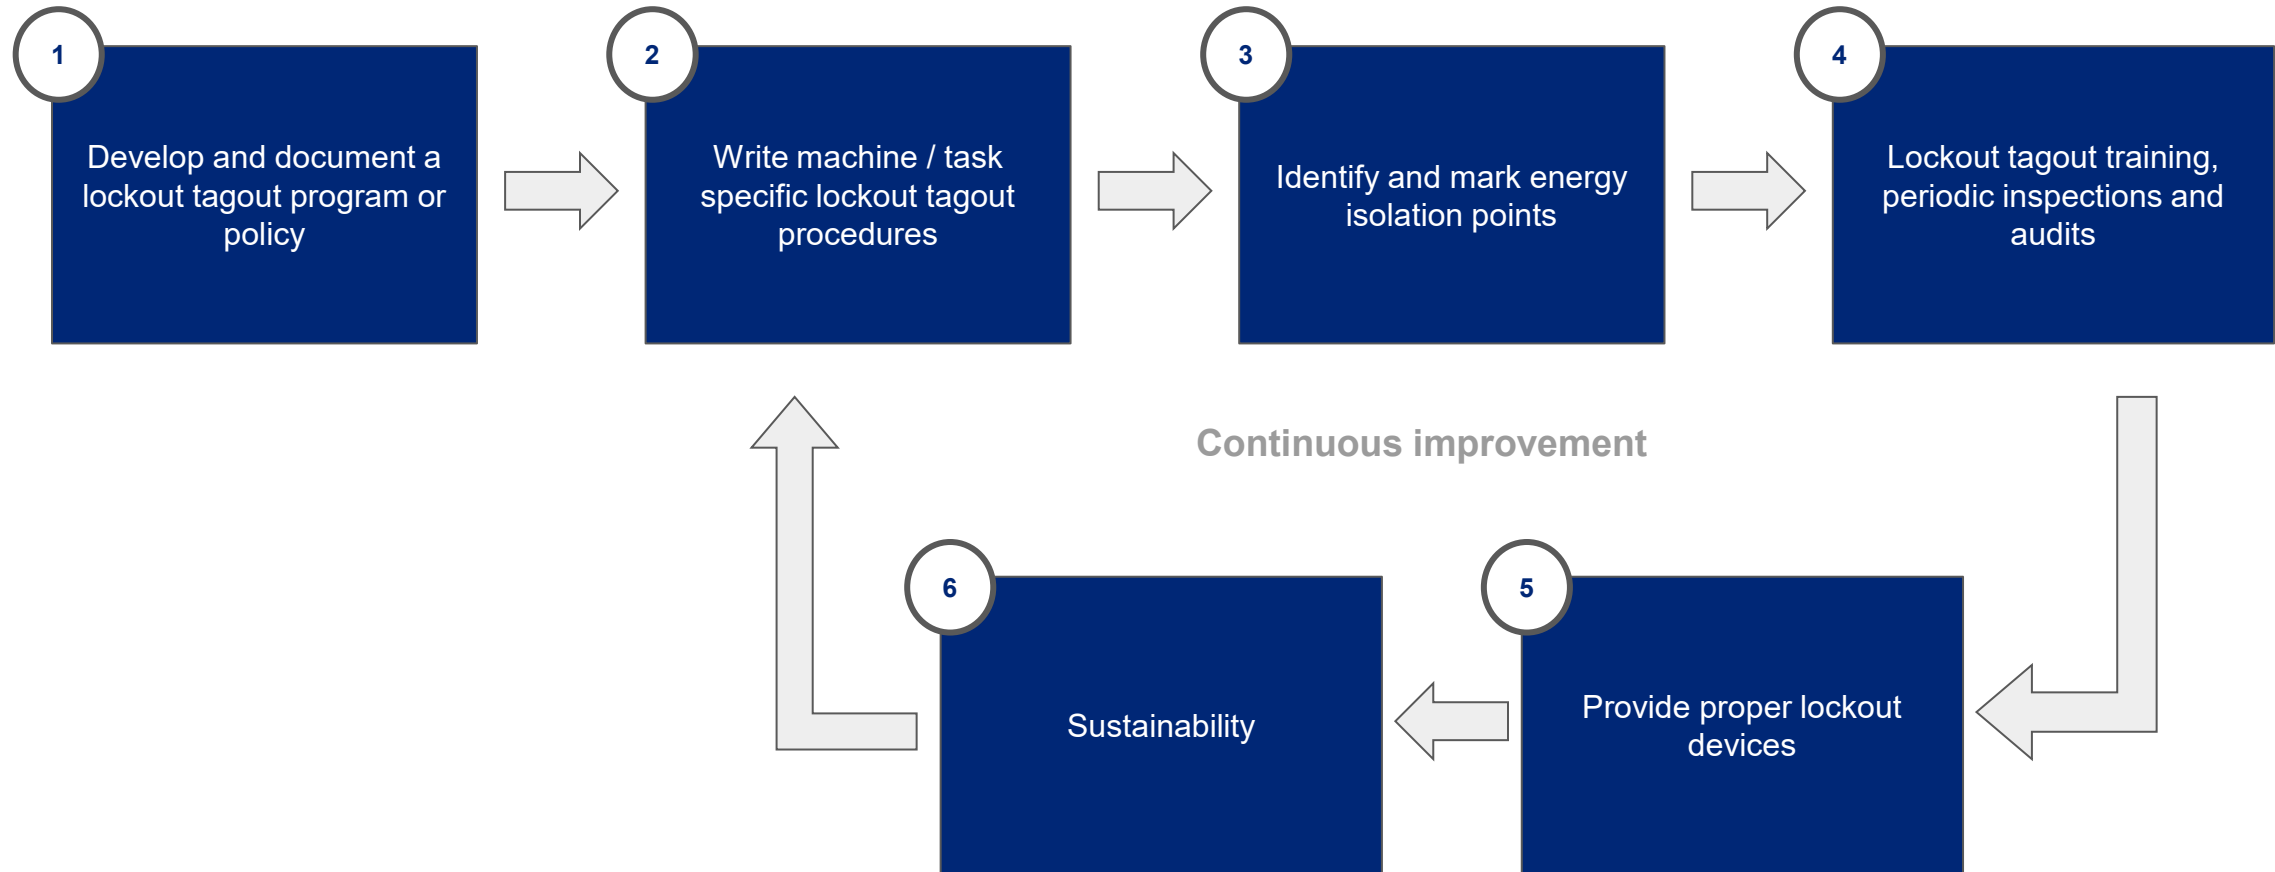 1
Develop and document a
lockout tagout program or
policy
2
Write machine / task
specific lockout tagout
procedures
3
Identify and mark energy
isolation points
4
Lockout tagout training,
periodic inspections and
audits
Continuous improvement
5
Provide proper lockout
devices
6
Sustainability